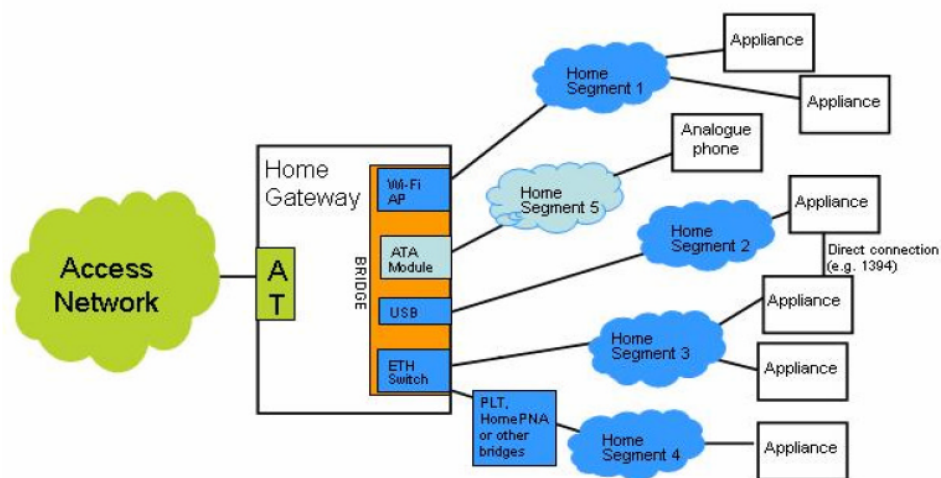 Access
Network
Home
Gateway
A
T
BRIDGE
Wi-Fi
AP
ATA
Module
USB
ETH
Switch
PLT,
HomePNA
or other
bridges
Home
Segment 1
Appliance
Appliance
Home
Segment 5
Analogue
phone
Home
Segment 2
Appliance
Direct connection
(e.g. 1394)
Home
Segment 3
Appliance
Appliance
Home
Segment 4
Appliance